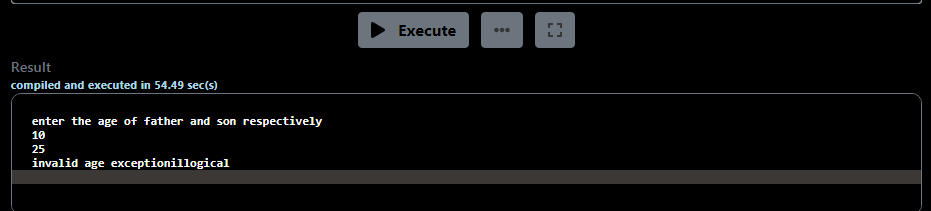 Execute
Result
compiled and executed in 54.49 sec(s)
enter the age of father and son respectively
10
25
invalid age exceptionillogical